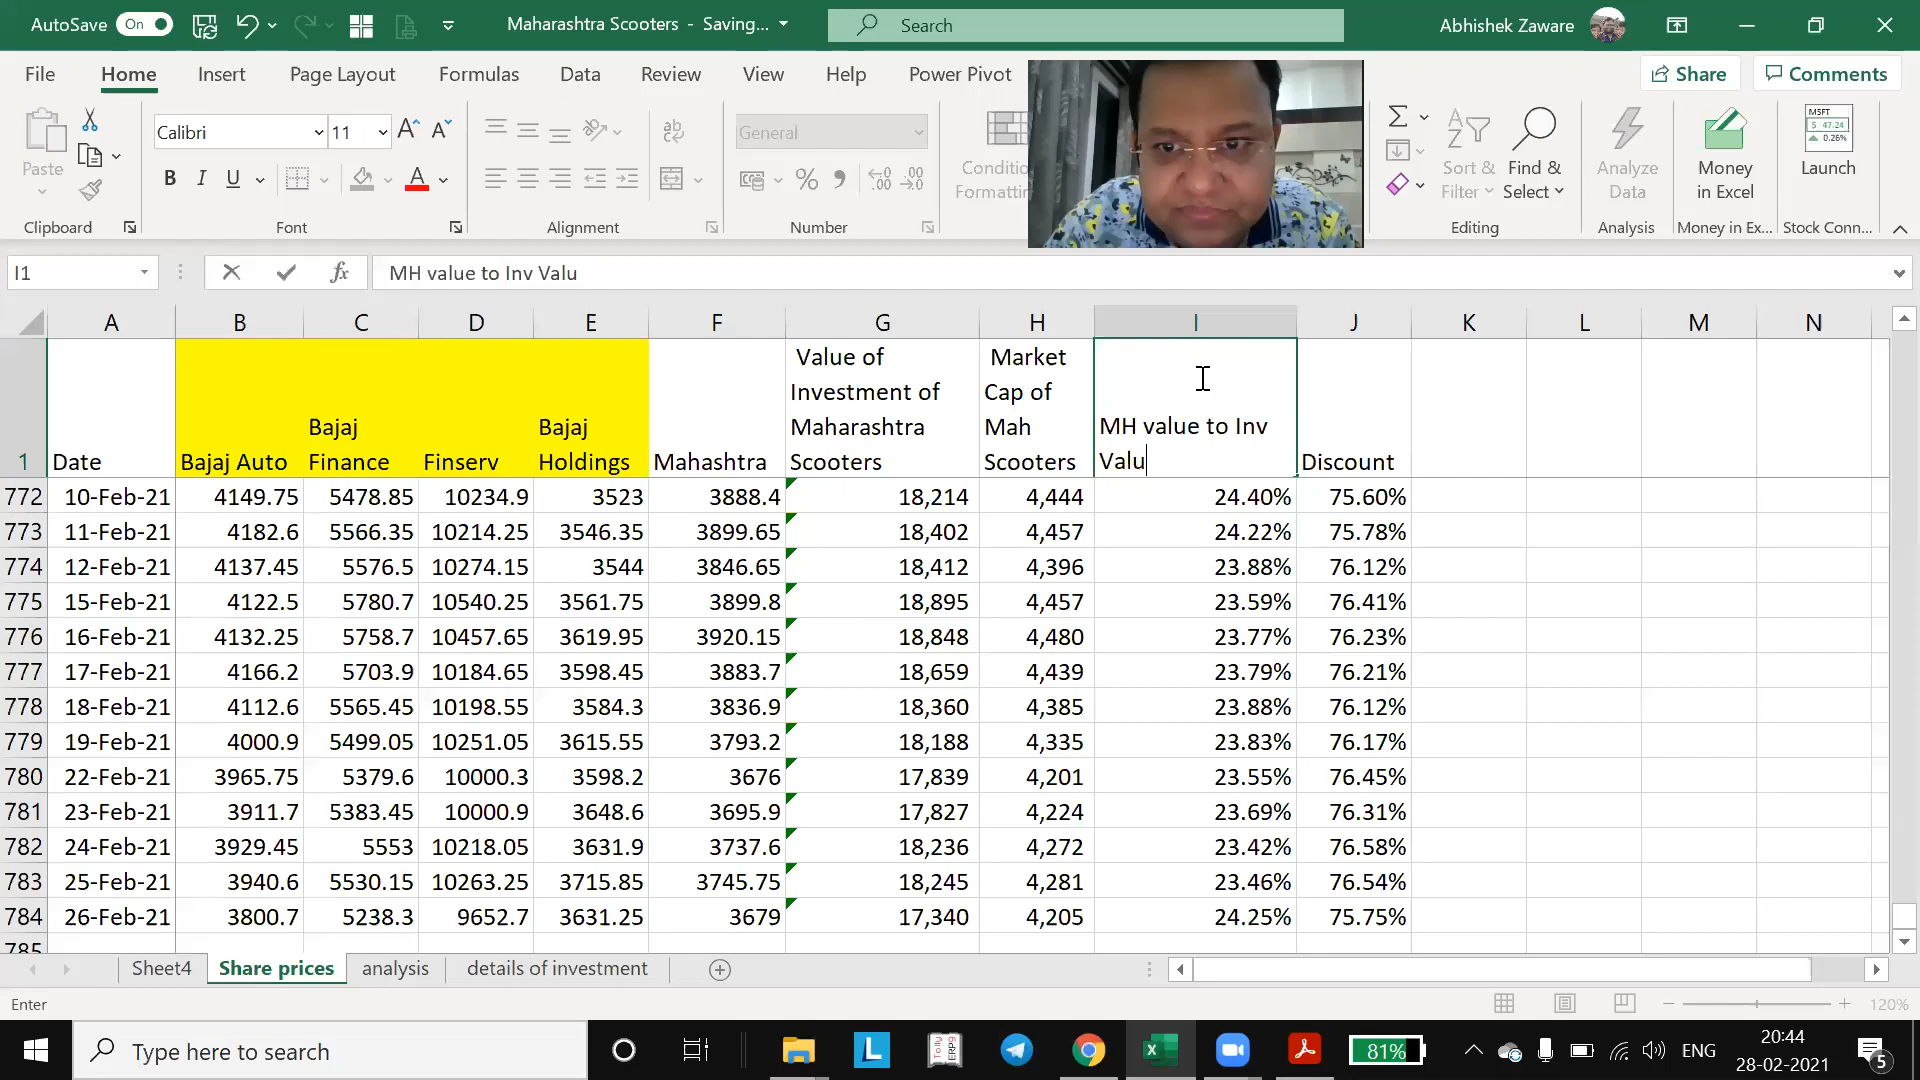 AutoSave On Maharashtra Scooters - Saving... Search Abhishek Zaware
File Home Insert Page Layout Formulas Data Review View Help Power Pivot Share Comments
Paste Calibri 11 General Conditio Formattin Sort & Filter Find & Select Analyze Data Money in Excel MSFT $ 47.24 0.26% Launch
Clipboard Font Alignment Number Editing Analysis Money in Ex... Stock Conn...
I1 fx MH value to Inv Valu
A B C D E F G H I J K L M N
1 Date Bajaj Auto Bajaj Finance Finserv Bajaj Holdings Mahashtra Value of Investment of Maharashtra Scooters Market Cap of Mah Scooters MH value to Inv Valu Discount
772 10-Feb-21 4149.75 5478.85 10234.9 3523 3888.4 18,214 4,444 24.40% 75.60%
773 11-Feb-21 4182.6 5566.35 10214.25 3546.35 3899.65 18,402 4,457 24.22% 75.78%
774 12-Feb-21 4137.45 5576.5 10274.15 3544 3846.65 18,412 4,396 23.88% 76.12%
775 15-Feb-21 4122.5 5780.7 10540.25 3561.75 3899.8 18,895 4,457 23.59% 76.41%
776 16-Feb-21 4132.25 5758.7 10457.65 3619.95 3920.15 18,848 4,480 23.77% 76.23%
777 17-Feb-21 4166.2 5703.9 10184.65 3598.45 3883.7 18,659 4,439 23.79% 76.21%
778 18-Feb-21 4112.6 5565.45 10198.55 3584.3 3836.9 18,360 4,385 23.88% 76.12%
779 19-Feb-21 4000.9 5499.05 10251.05 3615.55 3793.2 18,188 4,335 23.83% 76.17%
780 22-Feb-21 3965.75 5379.6 10000.3 3598.2 3676 17,839 4,201 23.55% 76.45%
781 23-Feb-21 3911.7 5383.45 10000.9 3648.6 3695.9 17,827 4,224 23.69% 76.31%
782 24-Feb-21 3929.45 5553 10218.05 3631.9 3737.6 18,236 4,272 23.42% 76.58%
783 25-Feb-21 3940.6 5530.15 10263.25 3715.85 3745.75 18,245 4,281 23.46% 76.54%
784 26-Feb-21 3800.7 5238.3 9652.7 3631.25 3679 17,340 4,205 24.25% 75.75%
785
Sheet4 Share prices analysis details of investment
Enter 120%
Type here to search 81% ENG 20:44
28-02-2021 5